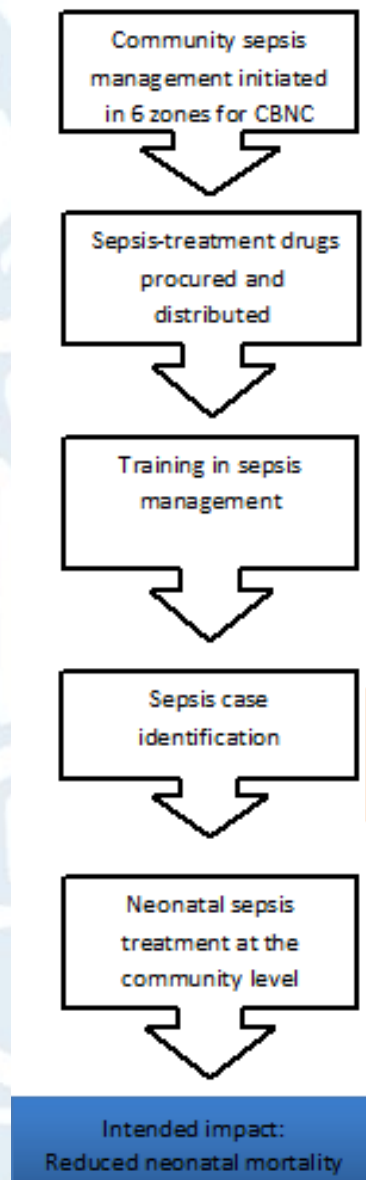 Community sepsis
management initiated
in 6 zones for CBNC
Sepsis-treatment drugs
procured and
distributed
Training in sepsis
management
Sepsis case
identification
Neonatal sepsis
treatment at the
community level
Intended impact:
Reduced neonatal mortality